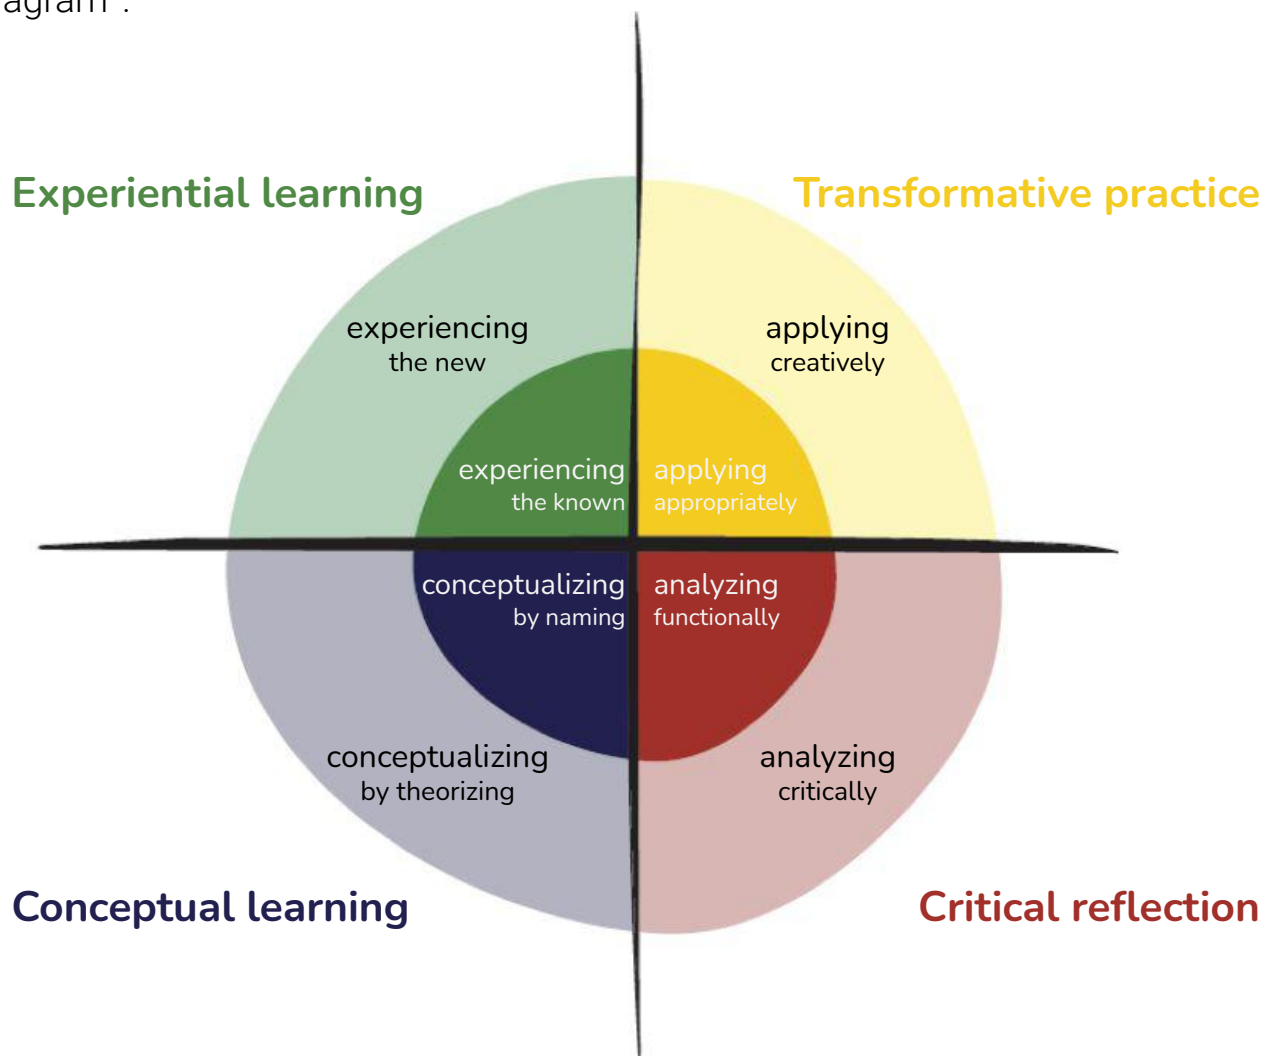 agram".
Experiential learning
Transformative practice
experiencing
the new
applying
creatively
experiencing
the known
applying
appropriately
conceptualizing
by naming
analyzing
functionally
conceptualizing
by theorizing
analyzing
critically
Conceptual learning
Critical reflection